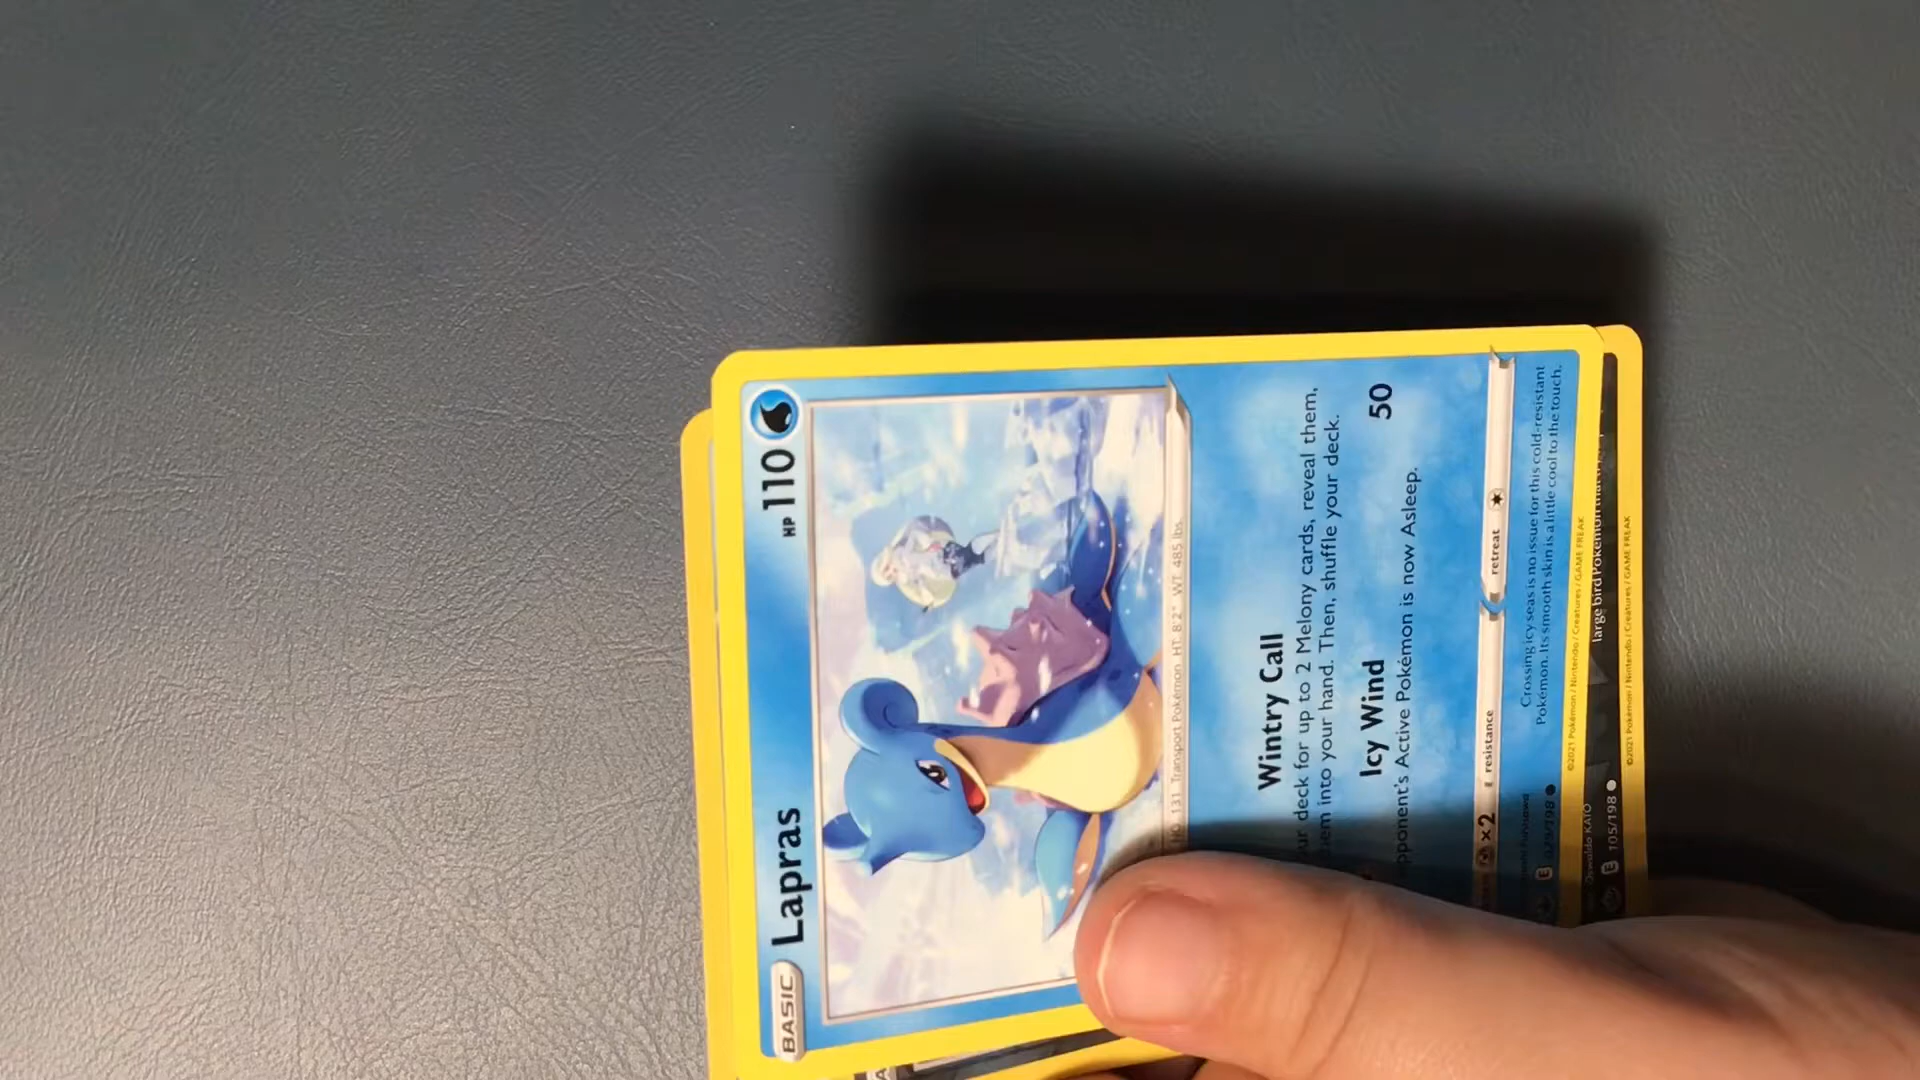 BASIC
Lapras
HP 110
NO. 131 Transport Pokémon HT: 8'2" WT: 485 lbs.
Wintry Call
deck for up to 2 Melony cards, reveal them,
into your hand. Then, shuffle your deck.
Icy Wind 50
Active Pokémon is now Asleep.
×2 resistance retreat
Crossing icy seas is no issue for this cold-resistant
Pokémon. Its smooth skin is a little cool to the touch.
E /198
©2021 Pokémon / Nintendo / Creatures / GAME FREAK
large bird Pokémon
KATO
E 105/198
©2021 Pokémon / Nintendo / Creatures / GAME FREAK